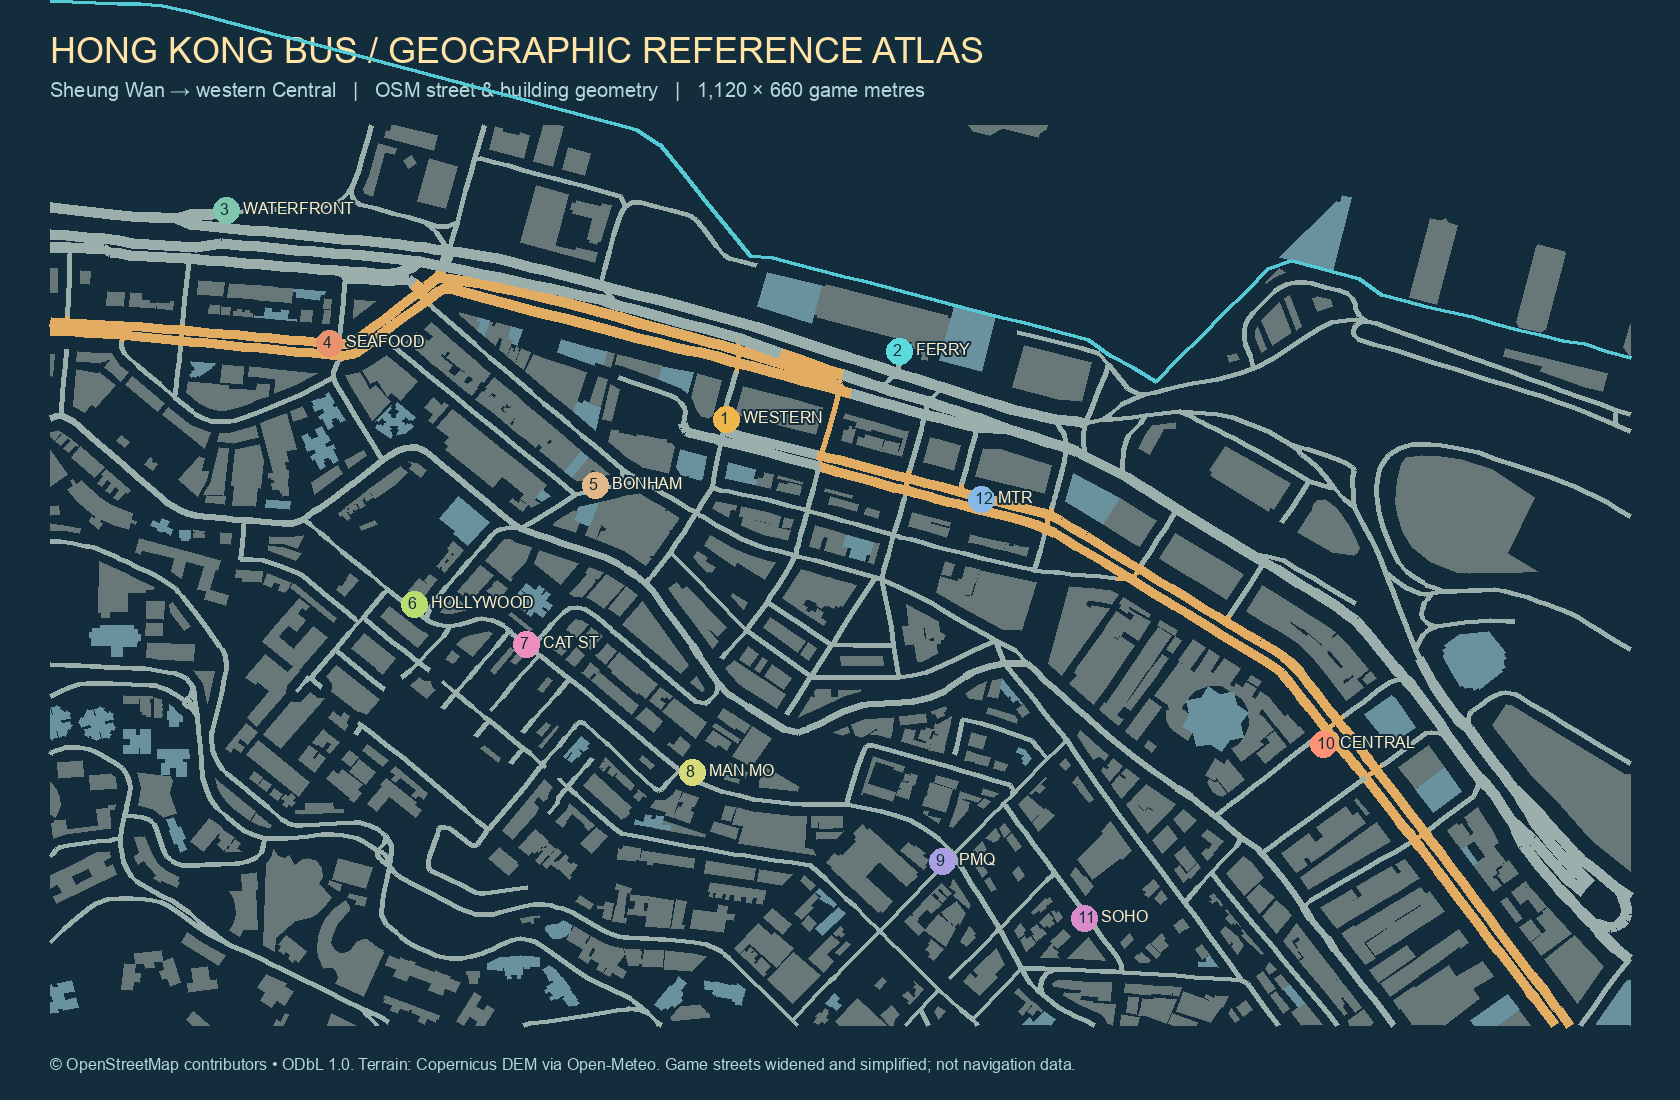 HONG KONG BUS / GEOGRAPHIC REFERENCE ATLAS
Sheung Wan → western Central | OSM street & building geometry | 1,120 × 660 game metres
3 WATERFRONT
4 SEAFOOD
2 FERRY
1 WESTERN
5 BONHAM
12 MTR
6 HOLLYWOOD
7 CAT ST
10 CENTRAL
8 MAN MO
9 PMQ
11 SOHO
© OpenStreetMap contributors • ODbL 1.0. Terrain: Copernicus DEM via Open-Meteo. Game streets widened and simplified; not navigation data.